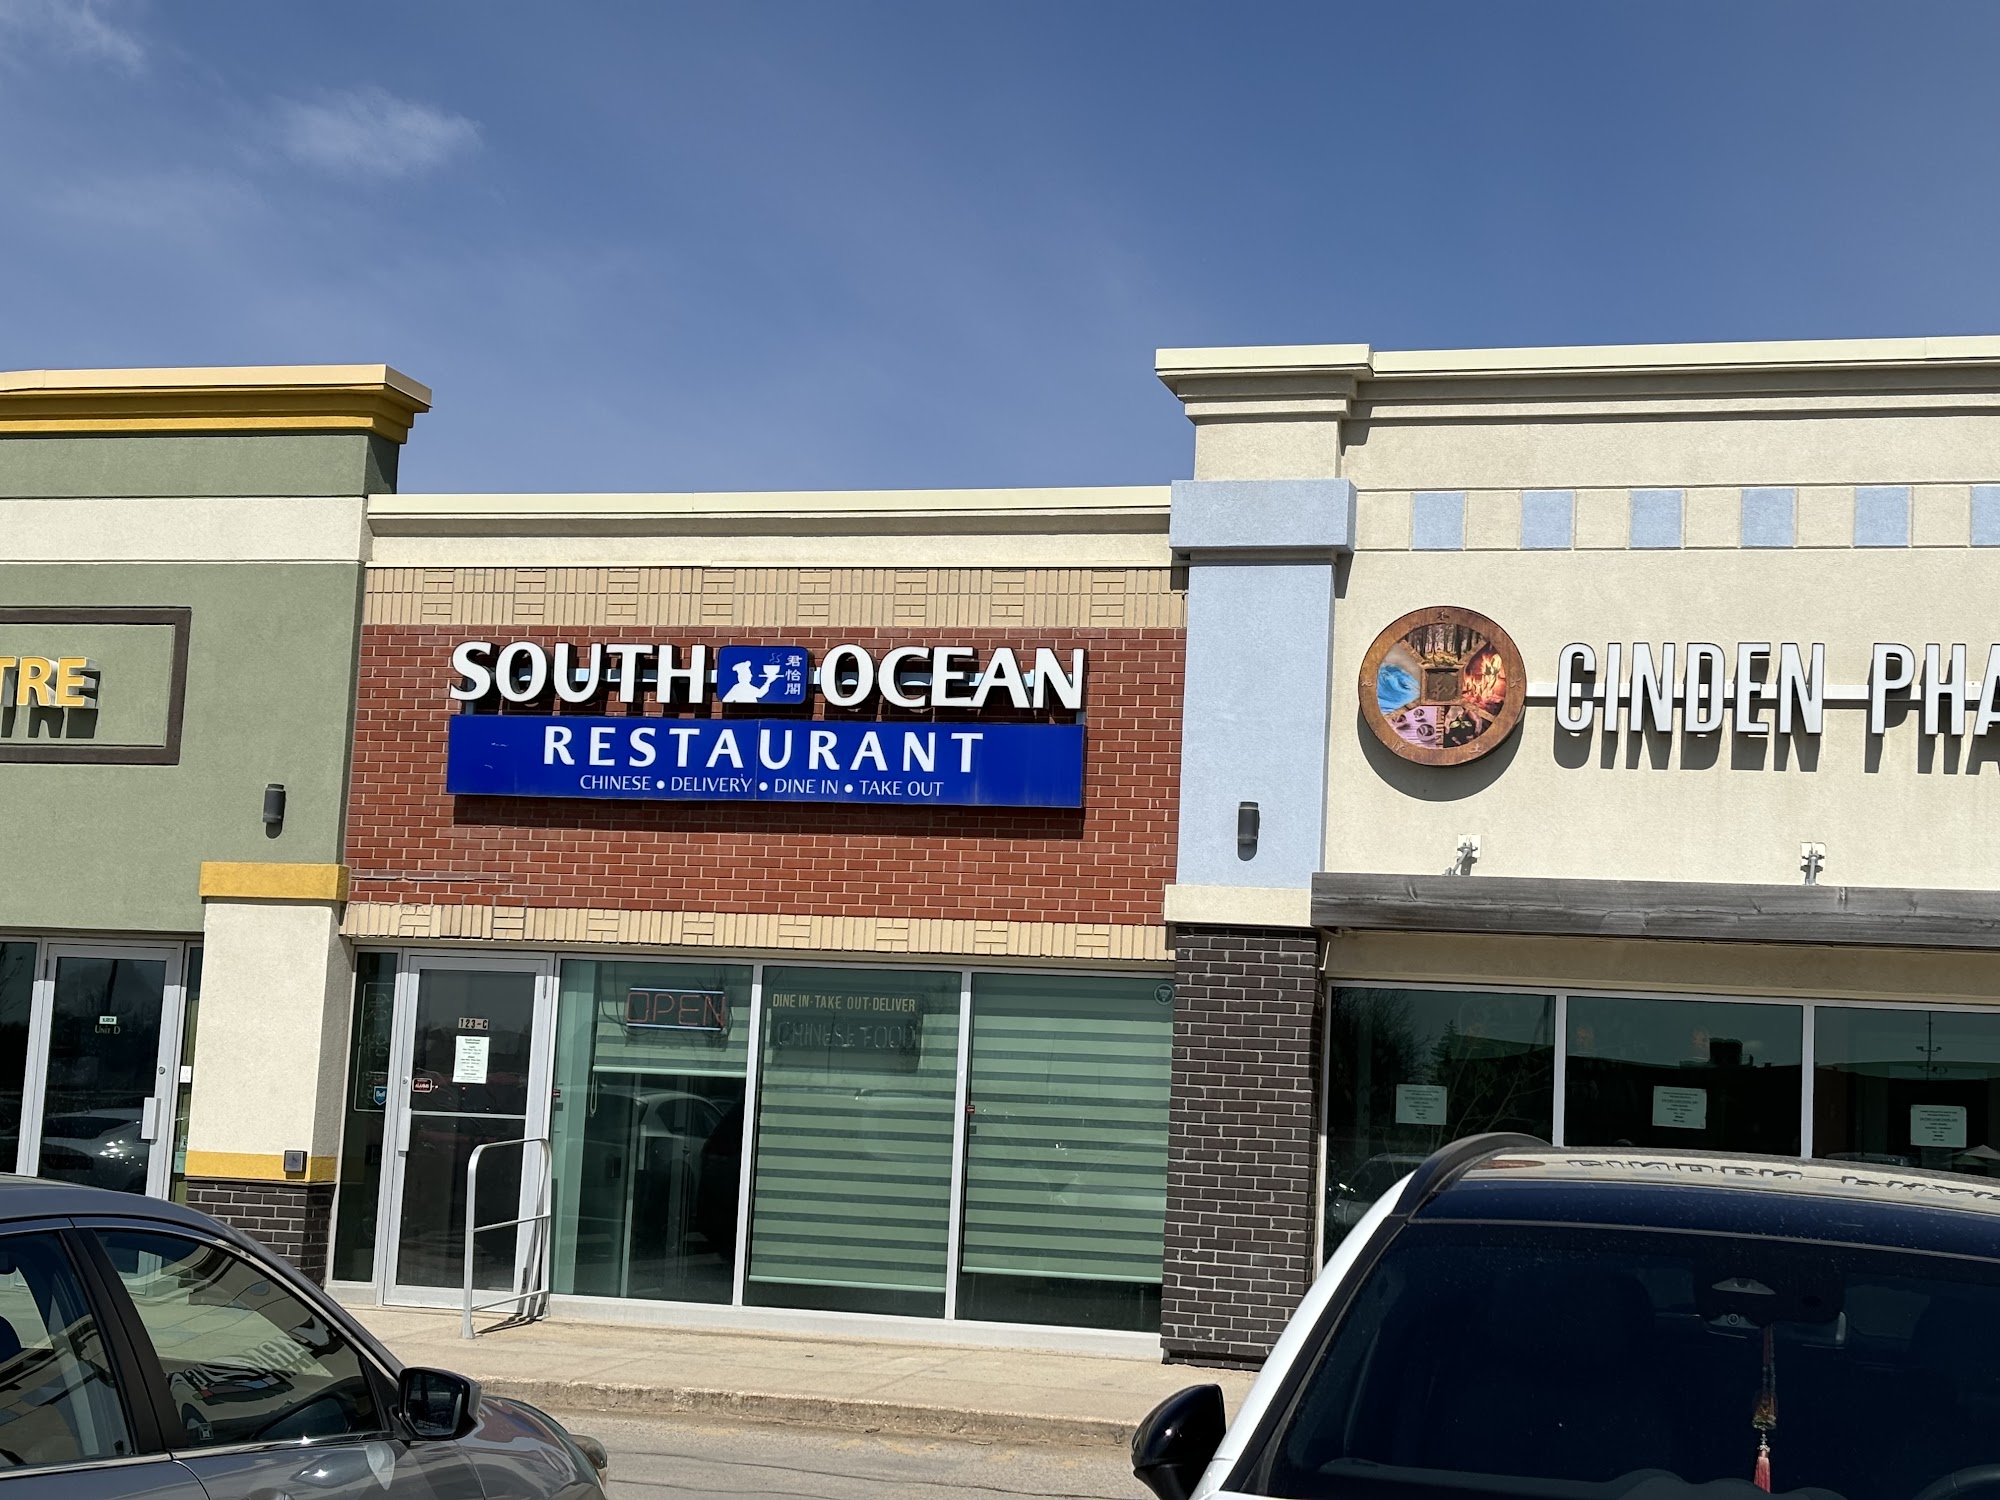 TRE
SOUTH OCEAN
君怡閣
RESTAURANT
CHINESE • DELIVERY • DINE IN • TAKE OUT
CINDEN PHA
OPEN
DINE IN·TAKE OUT·DELIVER
CHINESE FOOD
123-C
UNIT D
ALARM